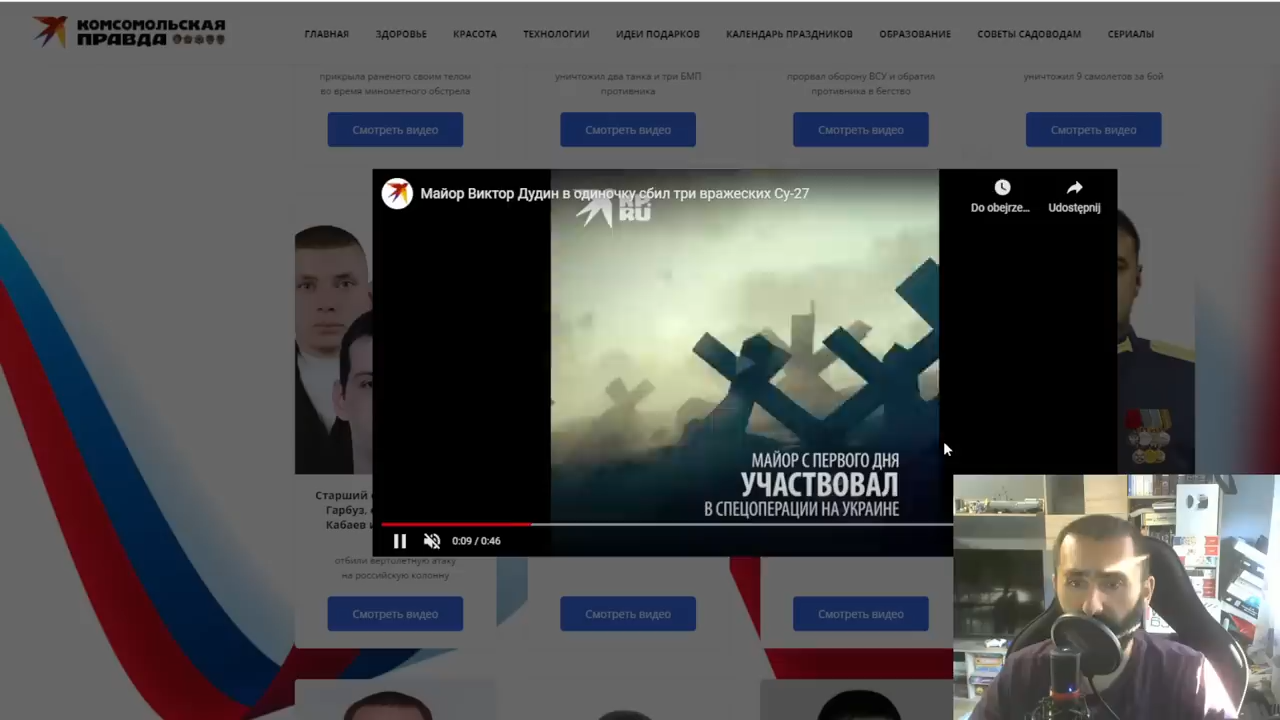 КОМСОМОЛЬСКАЯ
ПРАВДА
ГЛАВНАЯ
ЗДОРОВЬЕ
КРАСОТА
ТЕХНОЛОГИИ
ИДЕИ ПОДАРКОВ
КАЛЕНДАРЬ ПРАЗДНИКОВ
ОБРАЗОВАНИЕ
СОВЕТЫ САДОВОДАМ
СЕРИАЛЫ
прикрыла раненого своим телом
во время минометного обстрела
уничтожил два танка и три БМП
противника
прорвал оборону ВСУ и обратил
противника в бегство
уничтожил 9 самолетов за бой
Смотреть видео
Смотреть видео
Смотреть видео
Смотреть видео
Майор Виктор Дудин в одиночку сбил три вражеских Су-27
KP.RU
Do obejrze...
Udostępnij
МАЙОР С ПЕРВОГО ДНЯ
УЧАСТВОВАЛ
В СПЕЦОПЕРАЦИИ НА УКРАИНЕ
0:09 / 0:46
Старший
Гарбуз,
Кабаев
отбили вертолетную атаку
на российскую колонну
Смотреть видео
Смотреть видео
Смотреть видео